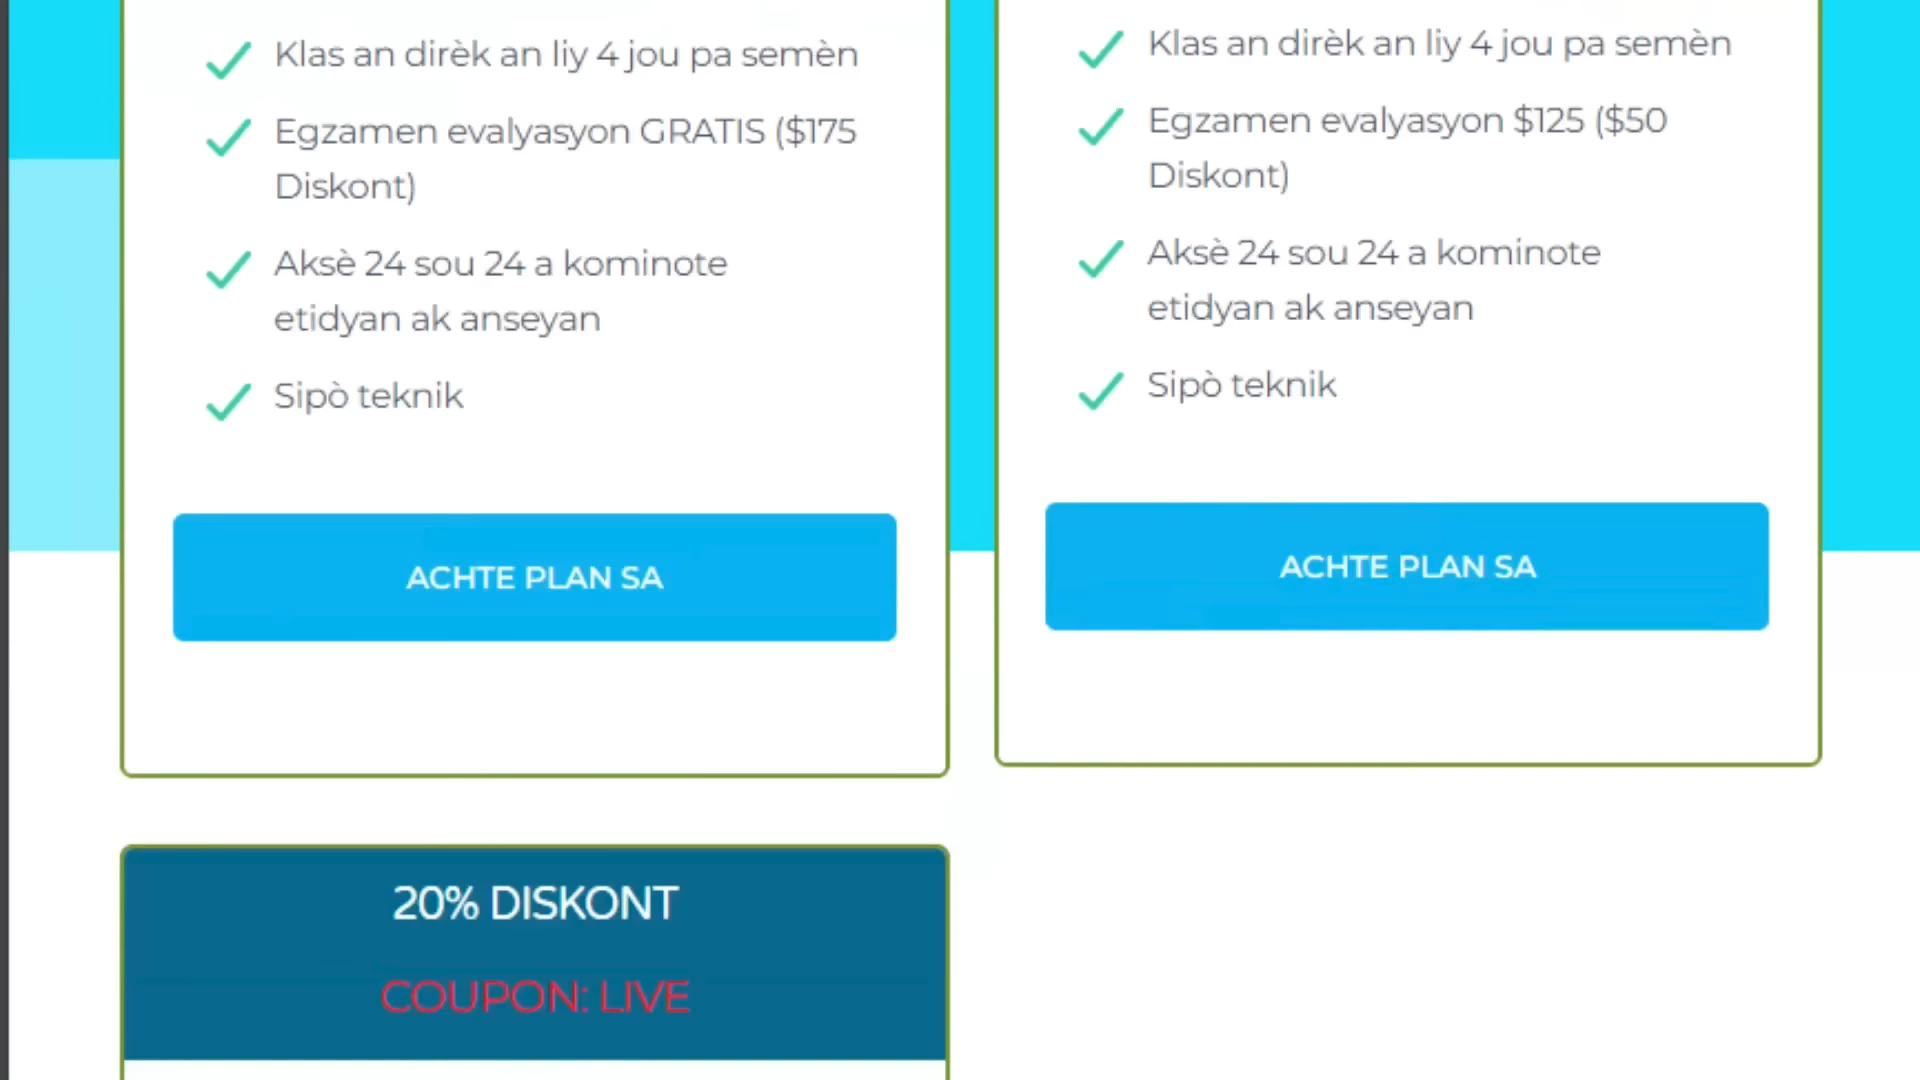 Klas an dirèk an liy 4 jou pa semèn
Egzamen evalyasyon GRATIS ($175
Diskont)
Aksè 24 sou 24 a kominote
etidyan ak anseyan
Sipò teknik
ACHTE PLAN SA
Klas an dirèk an liy 4 jou pa semèn
Egzamen evalyasyon $125 ($50
Diskont)
Aksè 24 sou 24 a kominote
etidyan ak anseyan
Sipò teknik
ACHTE PLAN SA
20% DISKONT
COUPON: LIVE